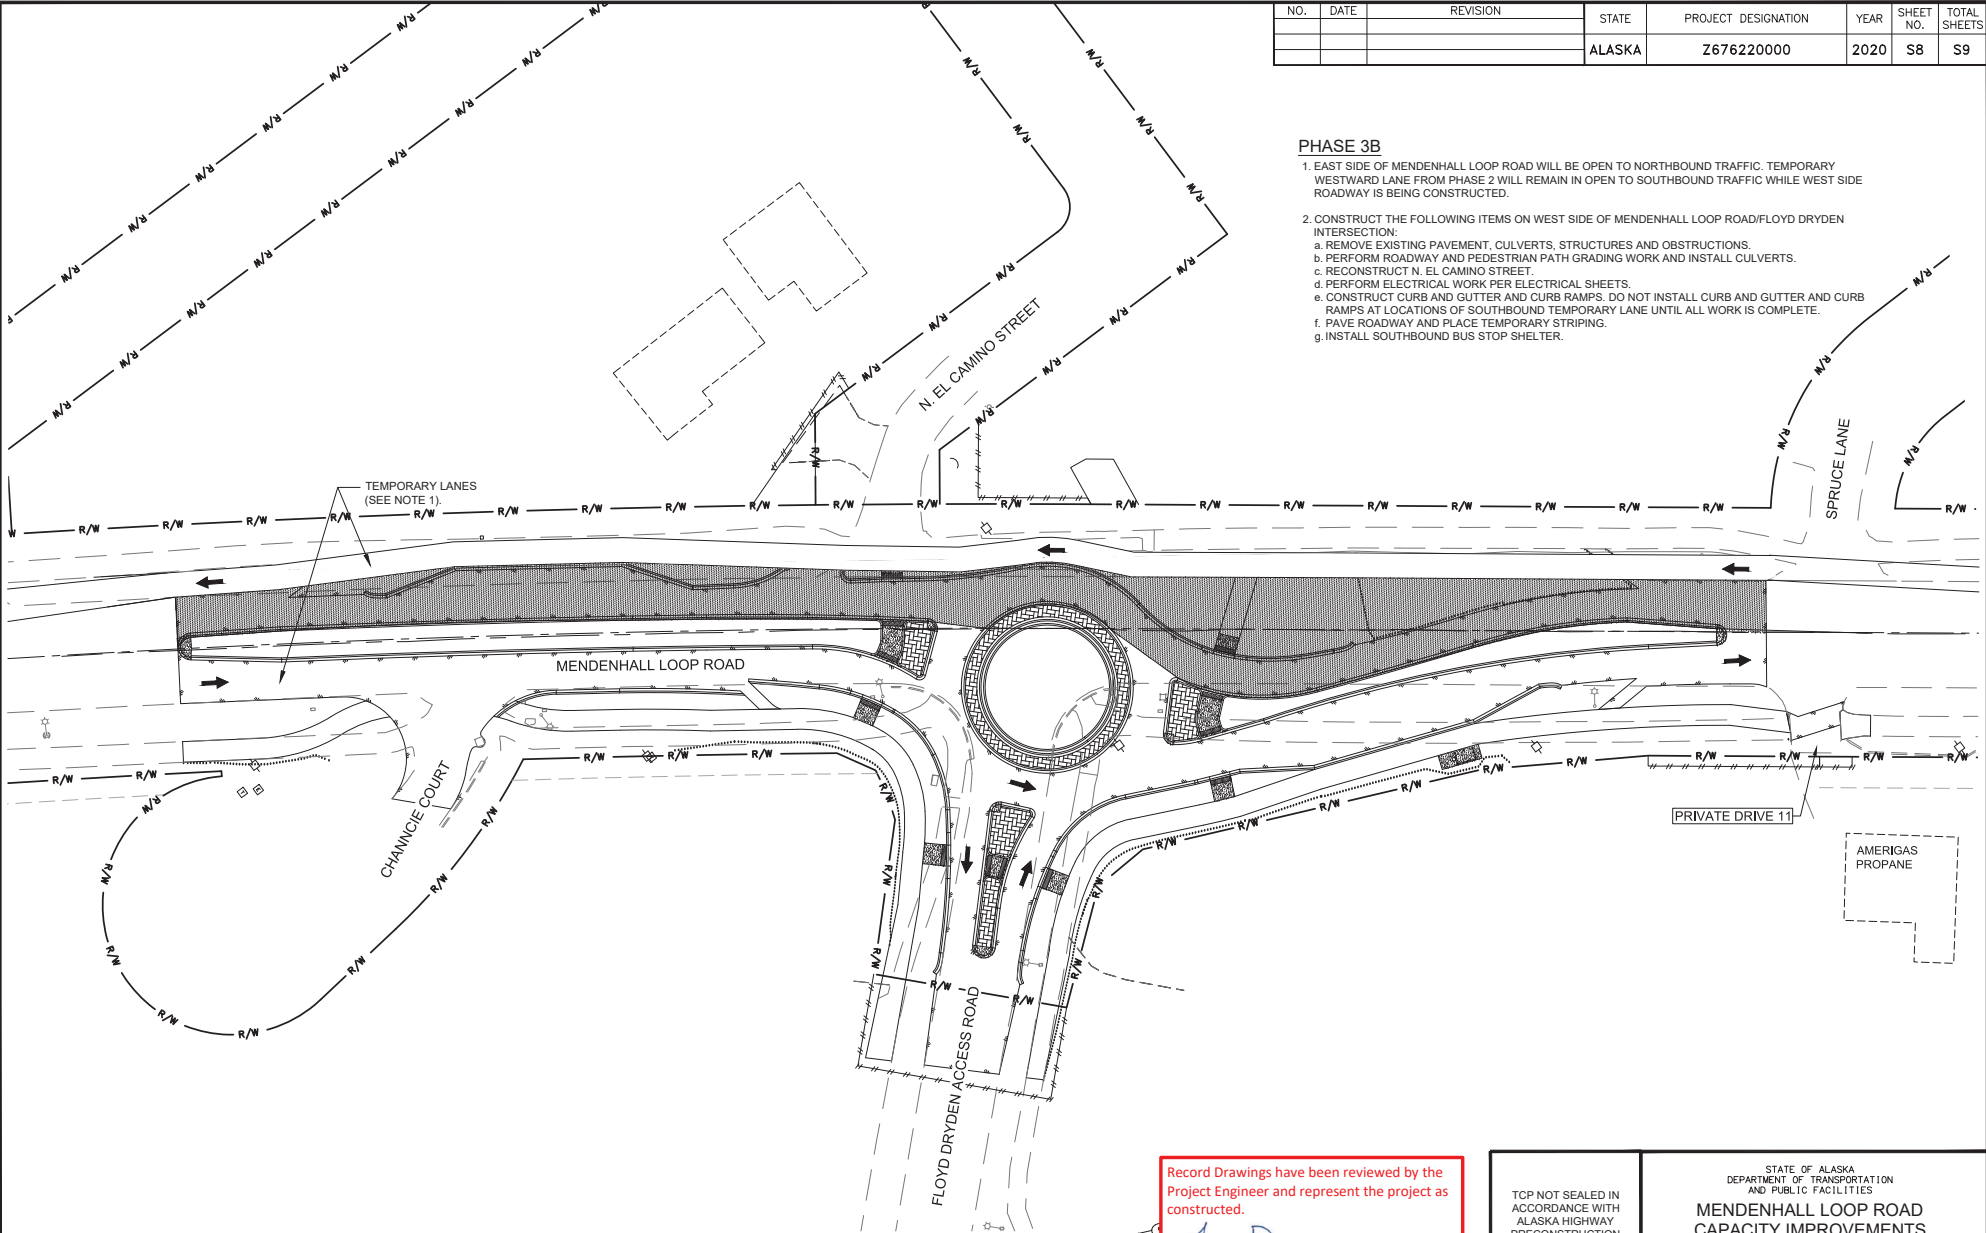 NO. DATE REVISION STATE PROJECT DESIGNATION YEAR SHEET NO. TOTAL SHEETS
ALASKA Z676220000 2020 S8 S9
PHASE 3B
1. EAST SIDE OF MENDENHALL LOOP ROAD WILL BE OPEN TO NORTHBOUND TRAFFIC. TEMPORARY
WESTWARD LANE FROM PHASE 2 WILL REMAIN IN OPEN TO SOUTHBOUND TRAFFIC WHILE WEST SIDE
ROADWAY IS BEING CONSTRUCTED.
2. CONSTRUCT THE FOLLOWING ITEMS ON WEST SIDE OF MENDENHALL LOOP ROAD/FLOYD DRYDEN
INTERSECTION:
a. REMOVE EXISTING PAVEMENT, CULVERTS, STRUCTURES AND OBSTRUCTIONS.
b. PERFORM ROADWAY AND PEDESTRIAN PATH GRADING WORK AND INSTALL CULVERTS.
c. RECONSTRUCT N. EL CAMINO STREET.
d. PERFORM ELECTRICAL WORK PER ELECTRICAL SHEETS.
e. CONSTRUCT CURB AND GUTTER AND CURB RAMPS. DO NOT INSTALL CURB AND GUTTER AND CURB
RAMPS AT LOCATIONS OF SOUTHBOUND TEMPORARY LANE UNTIL ALL WORK IS COMPLETE.
f. PAVE ROADWAY AND PLACE TEMPORARY STRIPING.
g. INSTALL SOUTHBOUND BUS STOP SHELTER.
N. EL CAMINO STREET
SPRUCE LANE
TEMPORARY LANES
(SEE NOTE 1).
R/W R/W R/W R/W R/W R/W R/W R/W R/W R/W R/W R/W R/W R/W R/W R/W R/W R/W R/W R/W
MENDENHALL LOOP ROAD
CHANNCIE COURT
PRIVATE DRIVE 11
AMERIGAS
PROPANE
FLOYD DRYDEN ACCESS ROAD
Record Drawings have been reviewed by the
Project Engineer and represent the project as
constructed.
TCP NOT SEALED IN
ACCORDANCE WITH
ALASKA HIGHWAY
PRECONSTRUCTION
STATE OF ALASKA
DEPARTMENT OF TRANSPORTATION
AND PUBLIC FACILITIES
MENDENHALL LOOP ROAD
CAPACITY IMPROVEMENTS